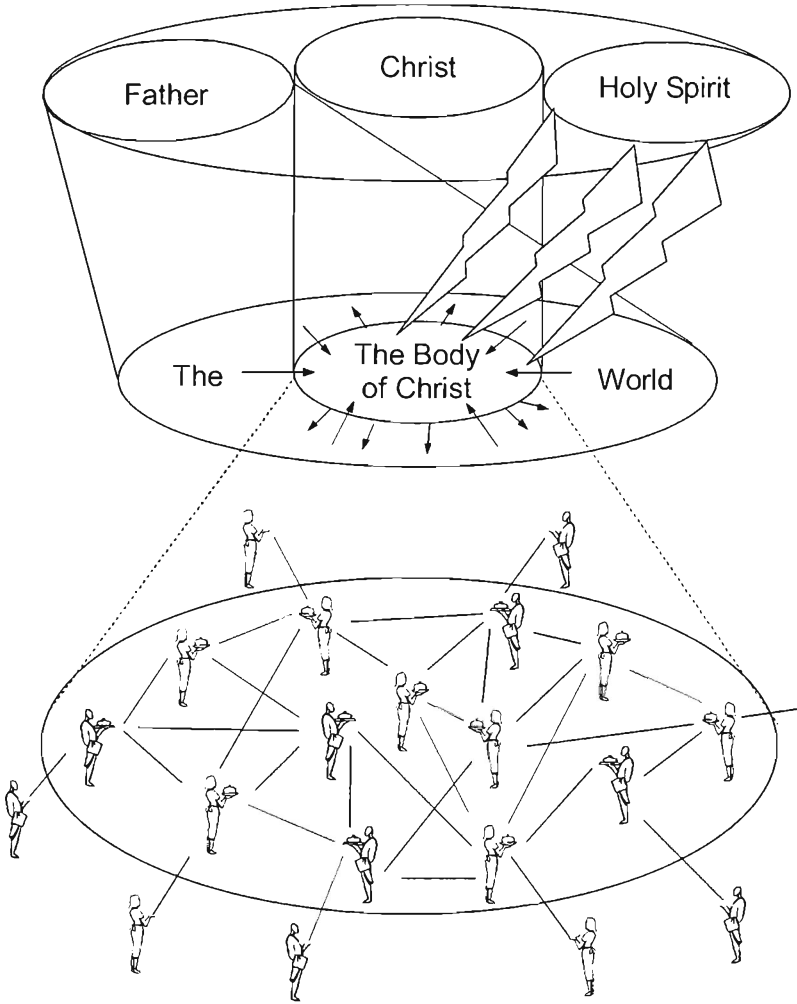 Father
Christ
Holy Spirit
The
The Body
of Christ
World